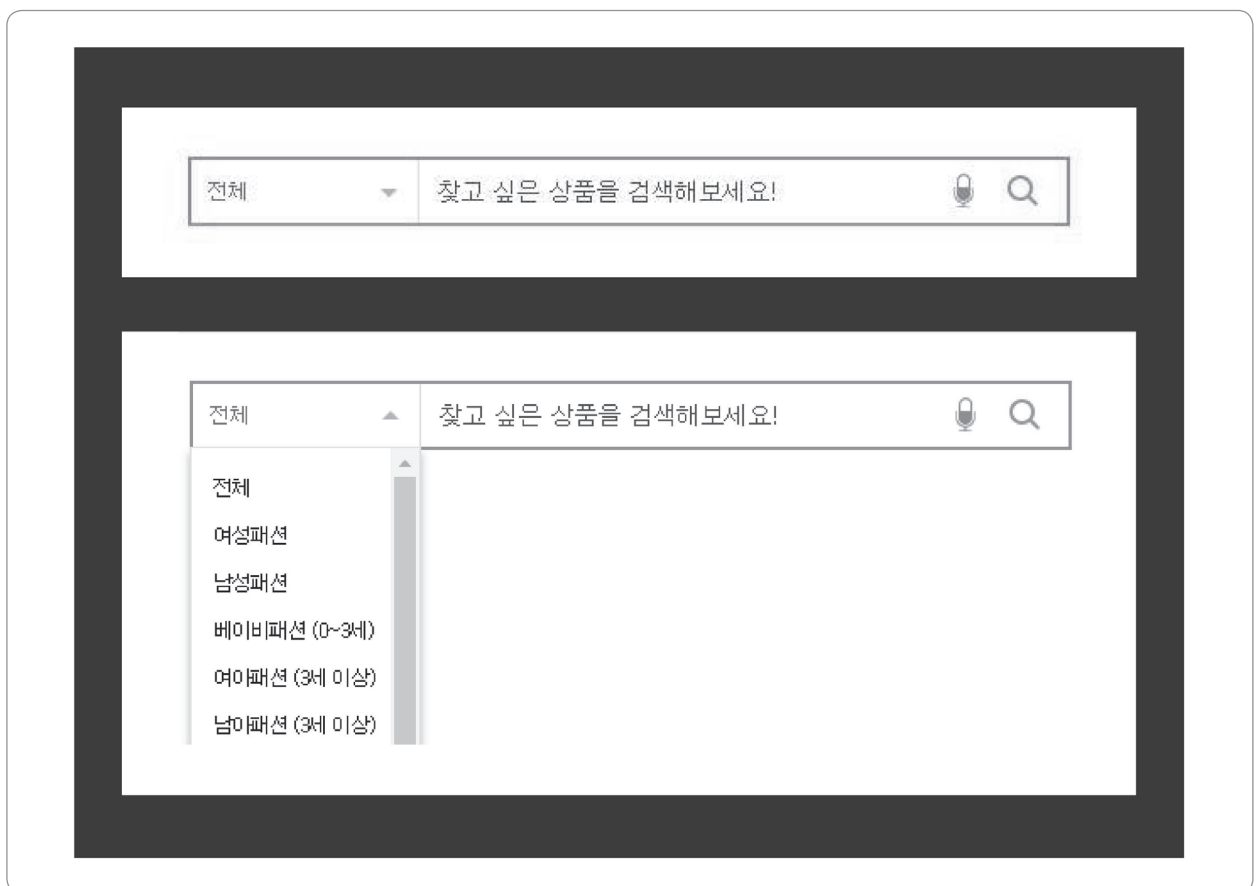 전체 찾고 싶은 상품을 검색해보세요!
전체 찾고 싶은 상품을 검색해보세요!
전체
여성패션
남성패션
베이비패션 (0~3세)
여아패션 (3세 이상)
남아패션 (3세 이상)